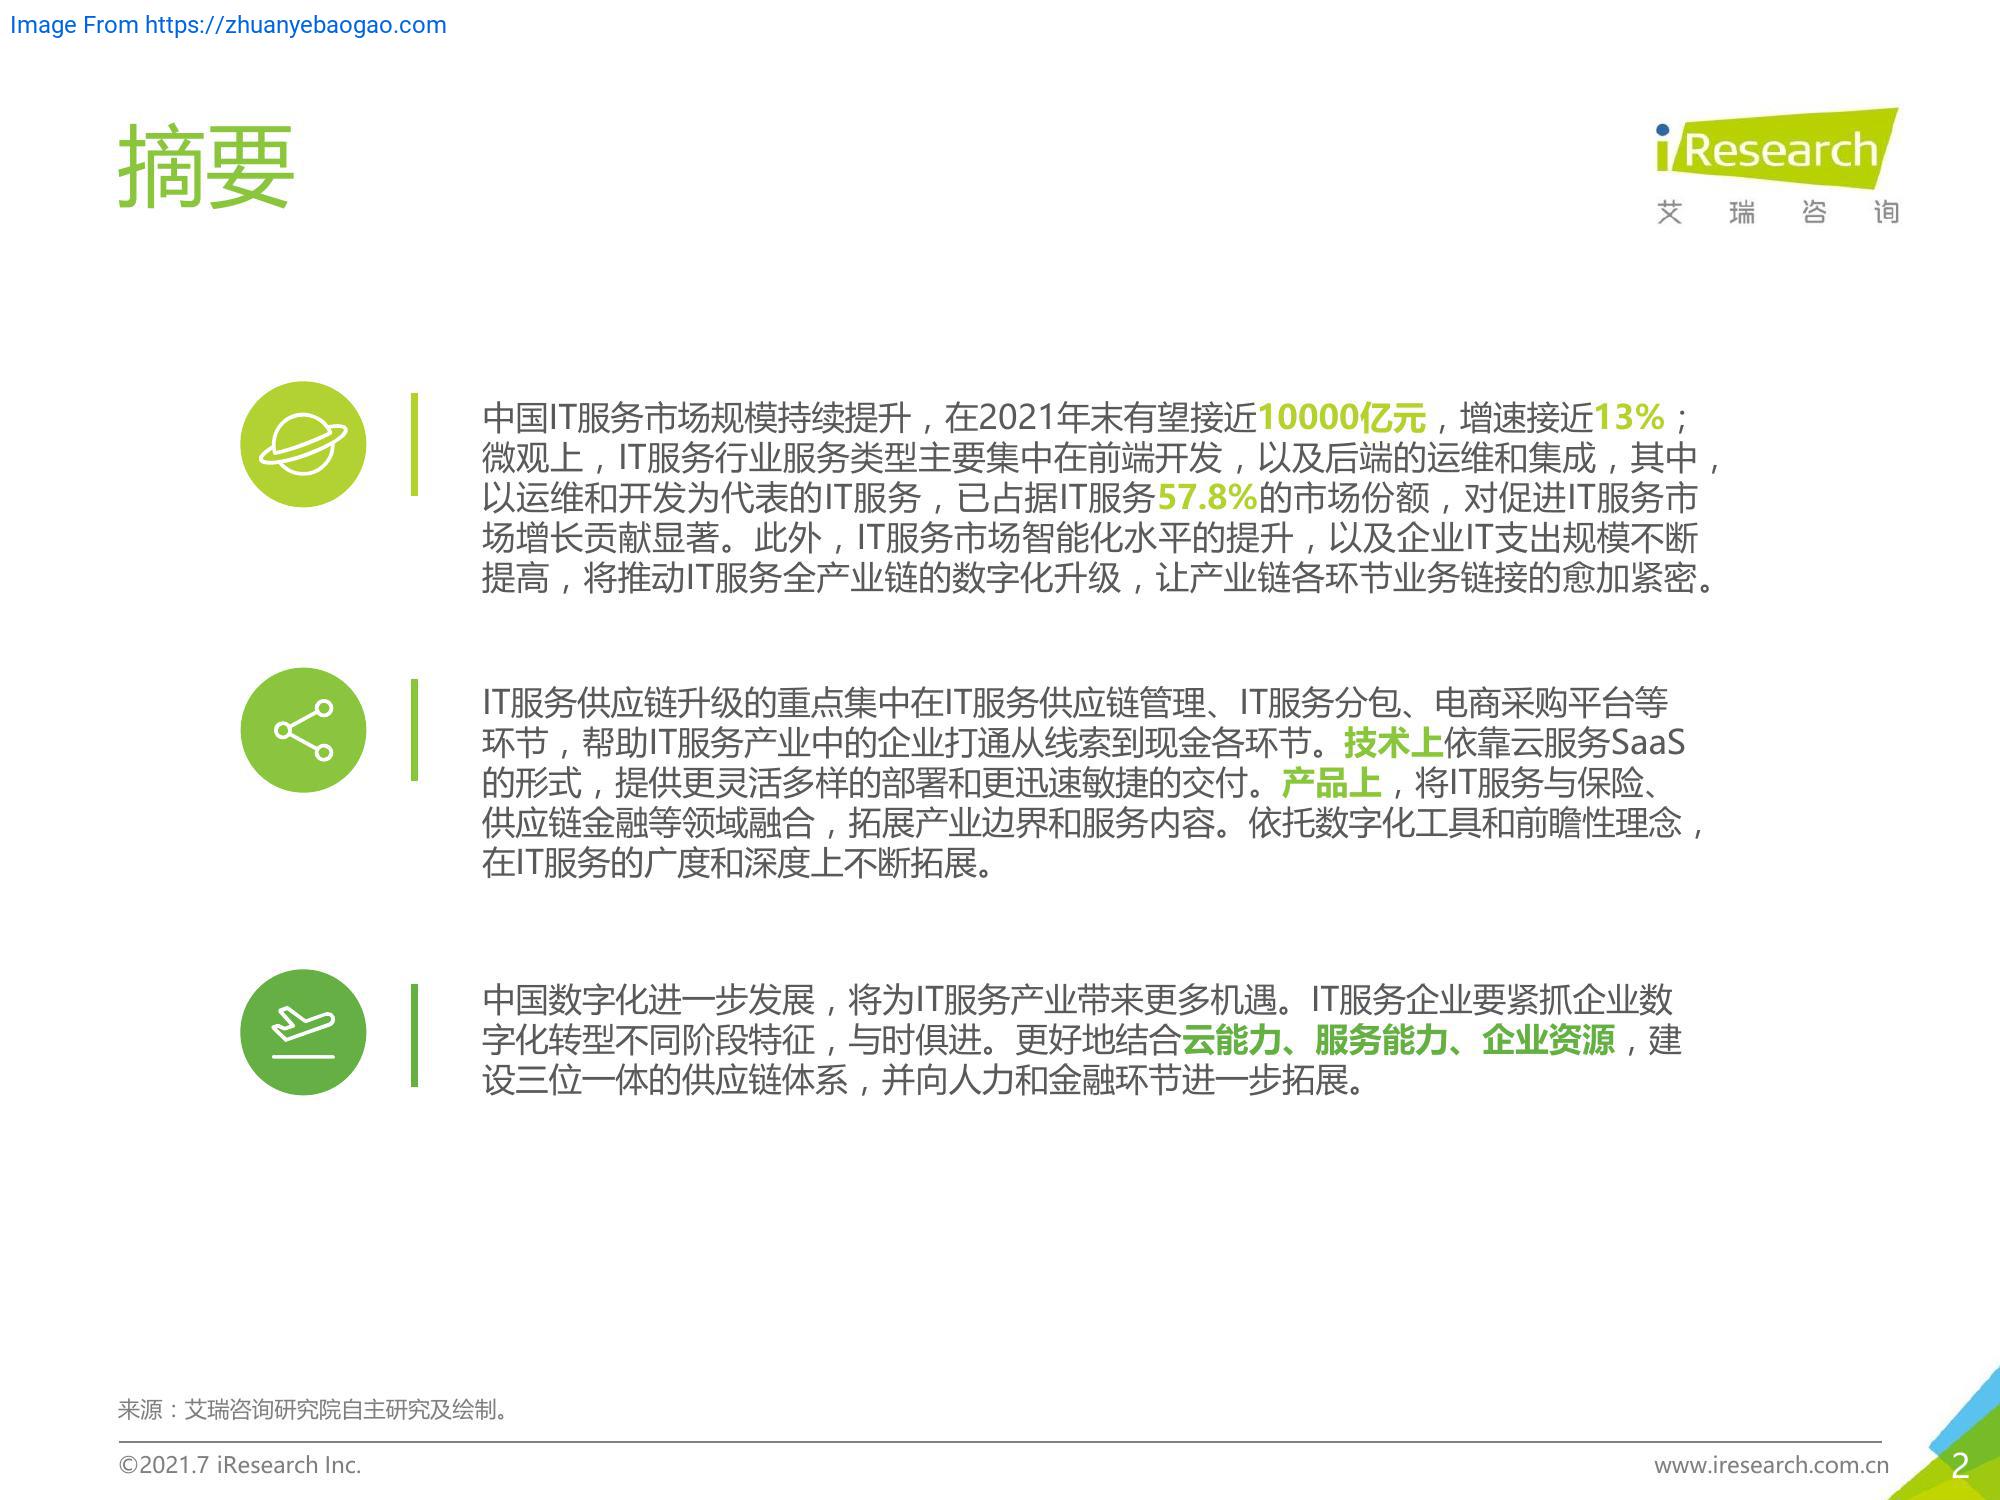 Image From https://zhuanyebaogao.com
摘要
iResearch
艾瑞咨询
中国IT服务市场规模持续提升，在2021年末有望接近10000亿元，增速接近13%；
微观上，IT服务行业服务类型主要集中在前端开发，以及后端的运维和集成，其中，
以运维和开发为代表的IT服务，已占据IT服务57.8%的市场份额，对促进IT服务市
场增长贡献显著。此外，IT服务市场智能化水平的提升，以及企业IT支出规模不断
提高，将推动IT服务全产业链的数字化升级，让产业链各环节业务链接的愈加紧密。
IT服务供应链升级的重点集中在IT服务供应链管理、IT服务分包、电商采购平台等
环节，帮助IT服务产业中的企业打通从线索到现金各环节。技术上依靠云服务SaaS
的形式，提供更灵活多样的部署和更迅速敏捷的交付。产品上，将IT服务与保险、
供应链金融等领域融合，拓展产业边界和服务内容。依托数字化工具和前瞻性理念，
在IT服务的广度和深度上不断拓展。
中国数字化进一步发展，将为IT服务产业带来更多机遇。IT服务企业要紧抓企业数
字化转型不同阶段特征，与时俱进。更好地结合云能力、服务能力、企业资源，建
设三位一体的供应链体系，并向人力和金融环节进一步拓展。
来源：艾瑞咨询研究院自主研究及绘制。
©2021.7 iResearch Inc.
www.iresearch.com.cn
2